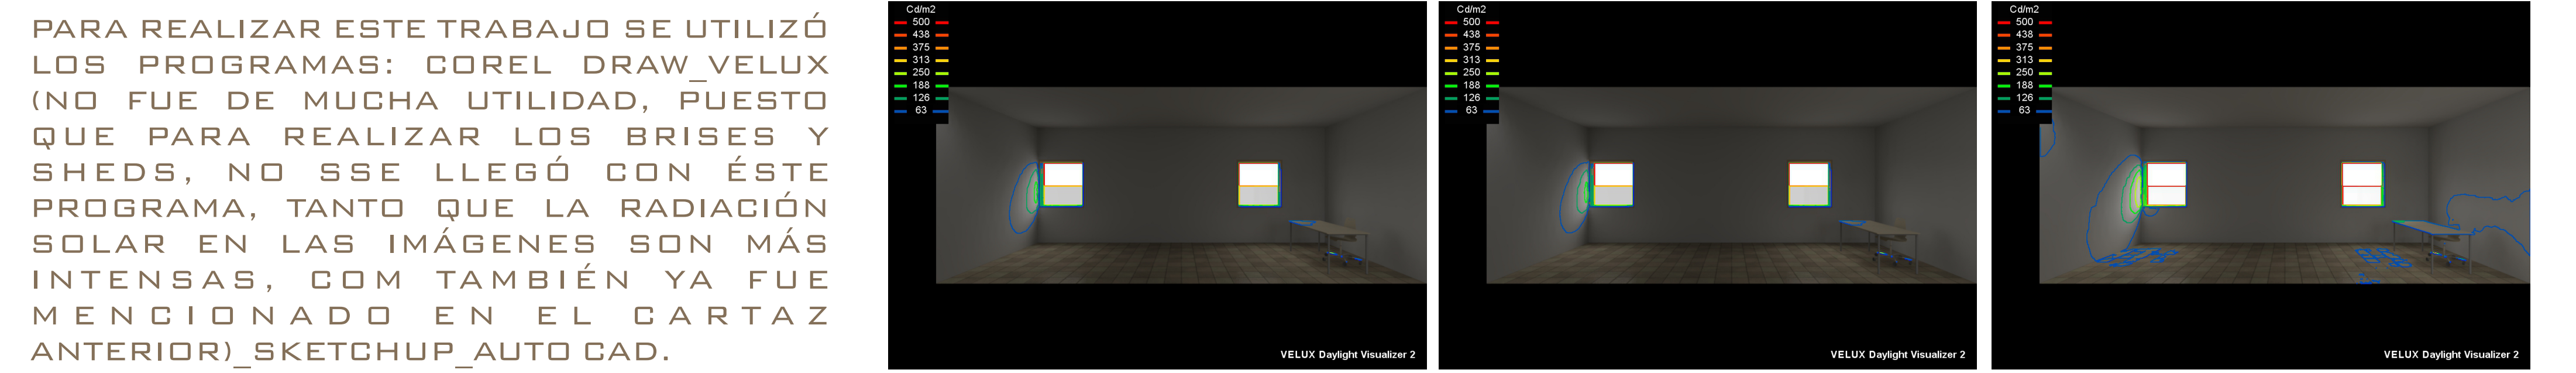 PARA REALIZAR ESTE TRABAJO SE UTILIZÓ
LOS PROGRAMAS: COREL DRAW_VELUX
(NO FUE DE MUCHA UTILIDAD, PUESTO
QUE PARA REALIZAR LOS BRISES Y
SHEDS, NO SSE LLEGÓ CON ÉSTE
PROGRAMA, TANTO QUE LA RADIACIÓN
SOLAR EN LAS IMÁGENES SON MÁS
INTENSAS, COM TAMBIÉN YA FUE
MENCIONADO EN EL CARTAZ
ANTERIOR)_SKETCHUP_AUTO CAD.
Cd/m2
500
438
375
313
250
188
126
63
VELUX Daylight Visualizer 2
Cd/m2
500
438
375
313
250
188
126
63
VELUX Daylight Visualizer 2
Cd/m2
500
438
375
313
250
188
126
63
VELUX Daylight Visualizer 2